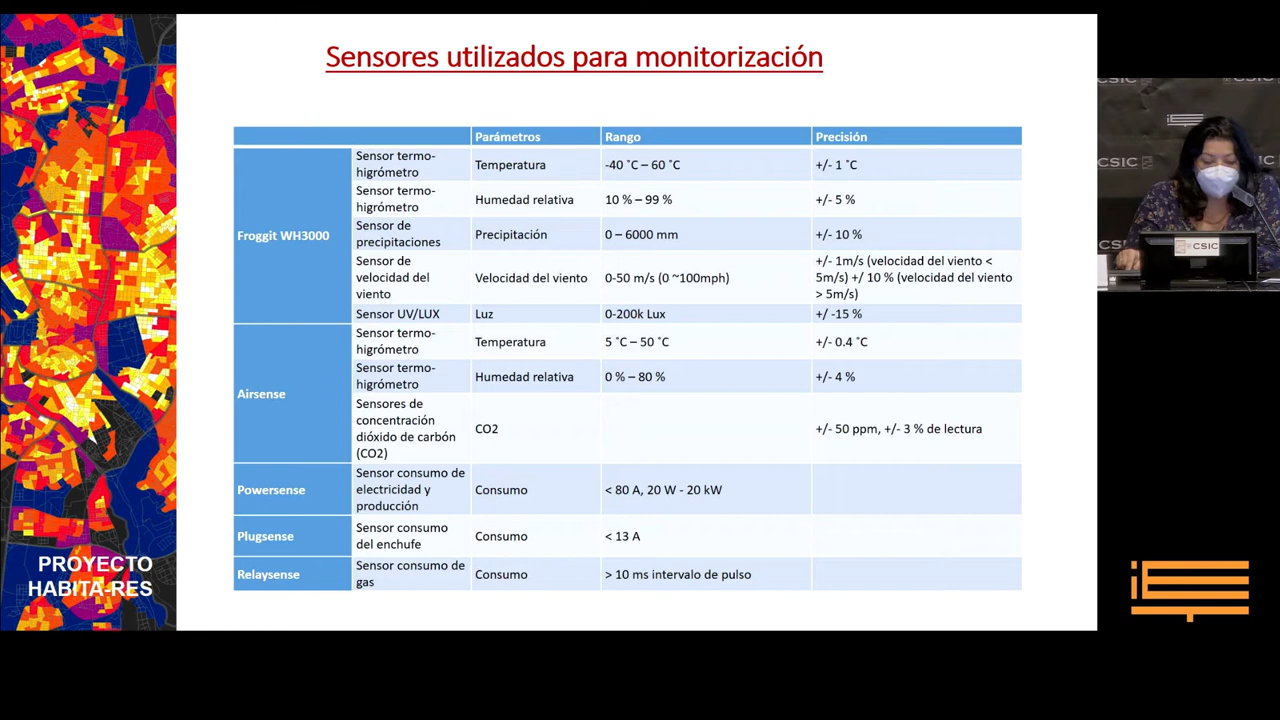 Sensores utilizados para monitorización
Parámetros Rango Precisión
Froggit WH3000
Sensor termo-
higrómetro
Temperatura
-40 ˚C – 60 ˚C
+/- 1 ˚C
Sensor termo-
higrómetro
Humedad relativa
10 % – 99 %
+/- 5 %
Sensor de
precipitaciones
Precipitación
0 – 6000 mm
+/- 10 %
Sensor de
velocidad del
viento
Velocidad del viento
0-50 m/s (0 ~100mph)
+/- 1m/s (velocidad del viento <
5m/s) +/ 10 % (velocidad del viento
> 5m/s)
Sensor UV/LUX
Luz
0-200k Lux
+/ -15 %
Airsense
Sensor termo-
higrómetro
Temperatura
5 ˚C – 50 ˚C
+/- 0.4 ˚C
Sensor termo-
higrómetro
Humedad relativa
0 % – 80 %
+/- 4 %
Sensores de
concentración
dióxido de carbón
(CO2)
CO2
+/- 50 ppm, +/- 3 % de lectura
Powersense
Sensor consumo de
electricidad y
producción
Consumo
< 80 A, 20 W - 20 kW
Plugsense
Sensor consumo
del enchufe
Consumo
< 13 A
Relaysense
Sensor consumo de
gas
Consumo
> 10 ms intervalo de pulso
PROYECTO
HABITA-RES
CSIC
CSIC
CSIC
CSIC